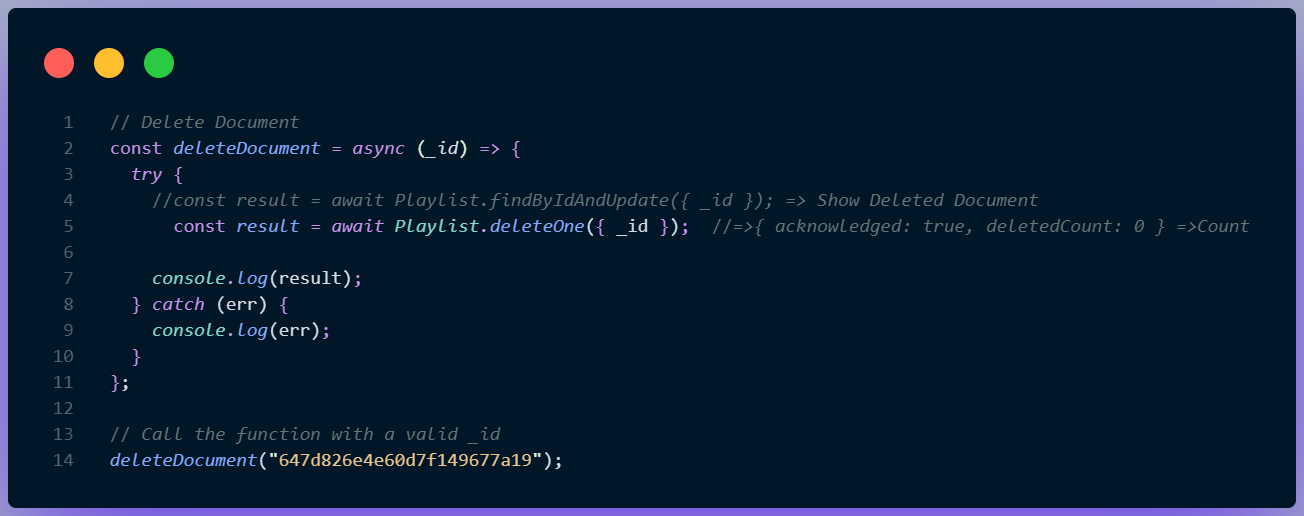 1 // Delete Document
2 const deleteDocument = async (_id) => {
3 try {
4 //const result = await Playlist.findByIdAndUpdate({ _id }); => Show Deleted Document
5 const result = await Playlist.deleteOne({ _id }); //=>{ acknowledged: true, deletedCount: 0 } =>Count
6
7 console.log(result);
8 } catch (err) {
9 console.log(err);
10 }
11 };
12
13 // Call the function with a valid _id
14 deleteDocument("647d826e4e60d7f149677a19");